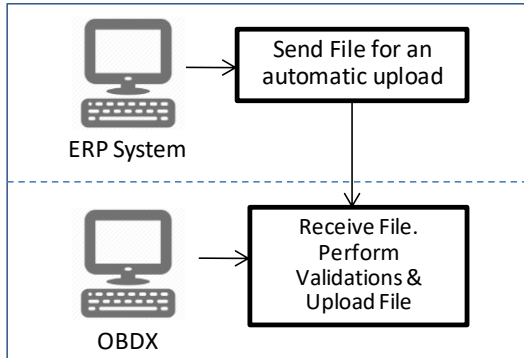 Send File for an
automatic upload
ERP System
Receive File.
Perform
Validations &
Upload File
OBDX